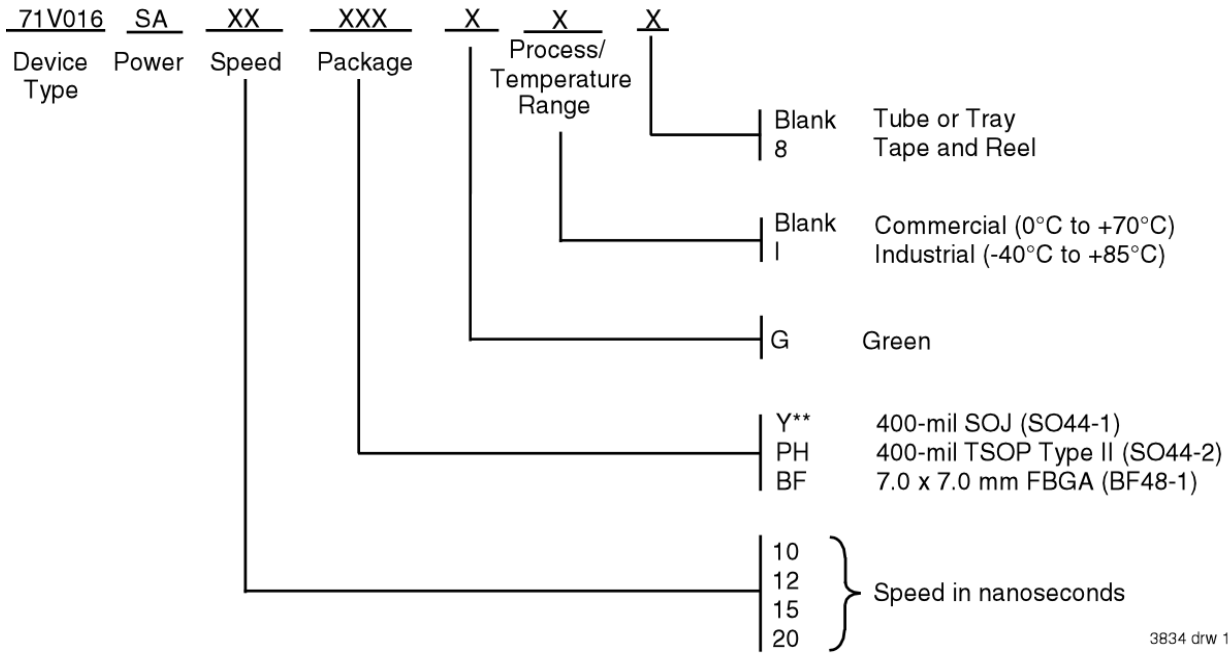 71V016 SA XX XXX X X X
Device Type
Power
Speed
Package
Process/
Temperature
Range
Blank Tube or Tray
8 Tape and Reel
Blank Commercial (0°C to +70°C)
I Industrial (-40°C to +85°C)
G Green
Y** 400-mil SOJ (SO44-1)
PH 400-mil TSOP Type II (SO44-2)
BF 7.0 x 7.0 mm FBGA (BF48-1)
10
12
15
20
Speed in nanoseconds
3834 drw 1